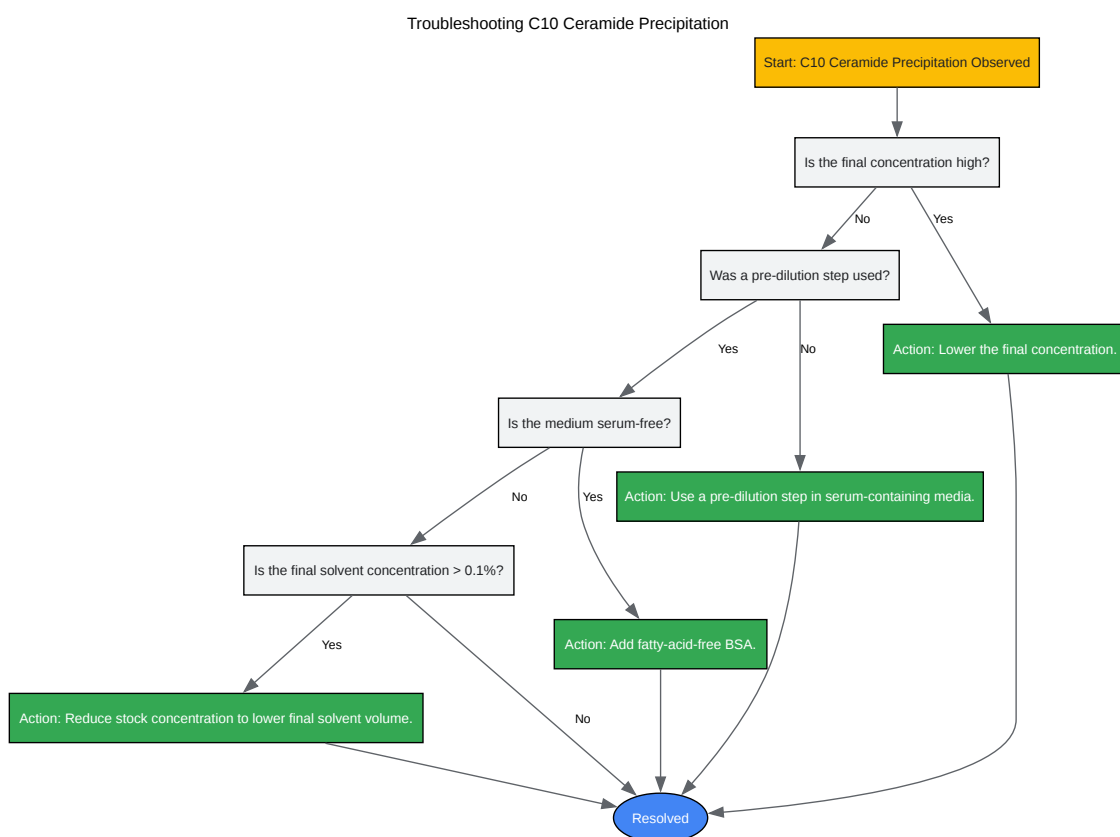 Troubleshooting C10 Ceramide Precipitation
Start: C10 Ceramide Precipitation Observed
Is the final concentration high?
No
Yes
Was a pre-dilution step used?
Action: Lower the final concentration.
Yes
No
Is the medium serum-free?
Action: Use a pre-dilution step in serum-containing media.
No
Yes
Is the final solvent concentration > 0.1%?
Action: Add fatty-acid-free BSA.
Yes
Action: Reduce stock concentration to lower final solvent volume.
No
Resolved